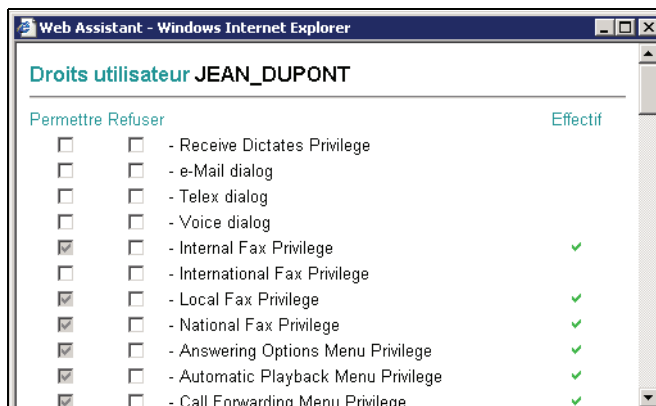 Web Assistant - Windows Internet Explorer
Droits utilisateur JEAN_DUPONT
Permettre Refuser Effectif
- Receive Dictates Privilege
- e-Mail dialog
- Telex dialog
- Voice dialog
- Internal Fax Privilege
- International Fax Privilege
- Local Fax Privilege
- National Fax Privilege
- Answering Options Menu Privilege
- Automatic Playback Menu Privilege
- Call Forwarding Menu Privilege